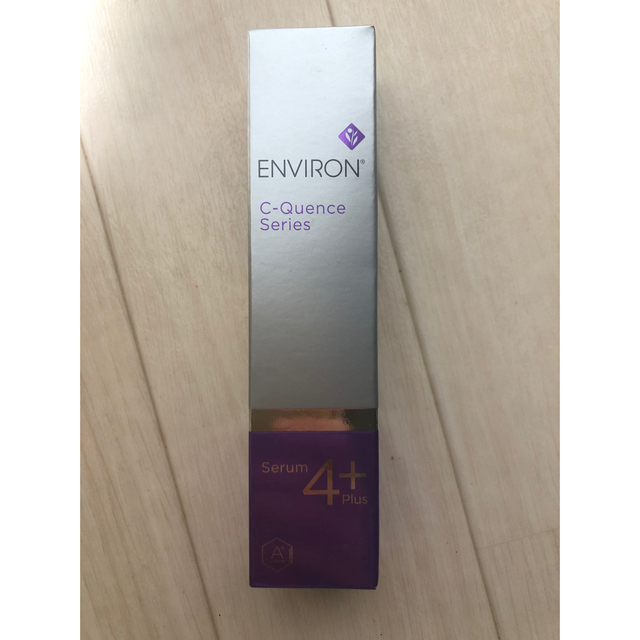 ENVIRON®
C-Quence
Series
Serum 4+
Plus
A+